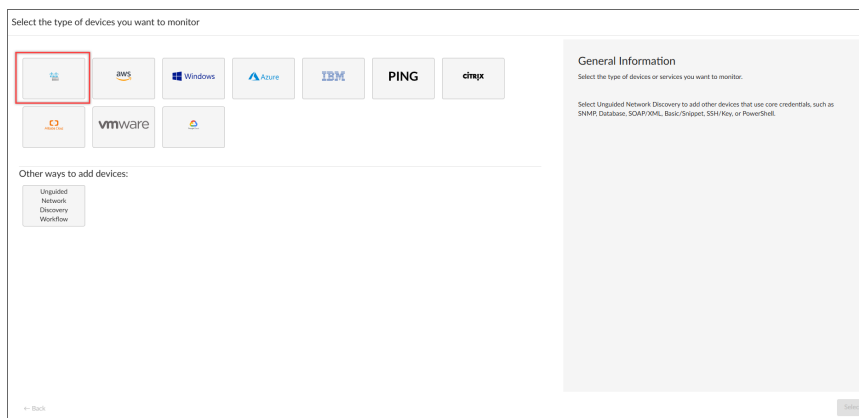 Select the type of devices you want to monitor
aws
Windows
Azure
IBM
PING
citrix
Alibaba Cloud
vmware
Other ways to add devices:
Unguided
Network
Discovery
Workflow
General Information
Select the type of devices or services you want to monitor.
Select Unguided Network Discovery to add other devices that use core credentials, such as
SNMP, Database, SOAP/XML, Basic/Snippet, SSH/Key, or PowerShell.
← Back